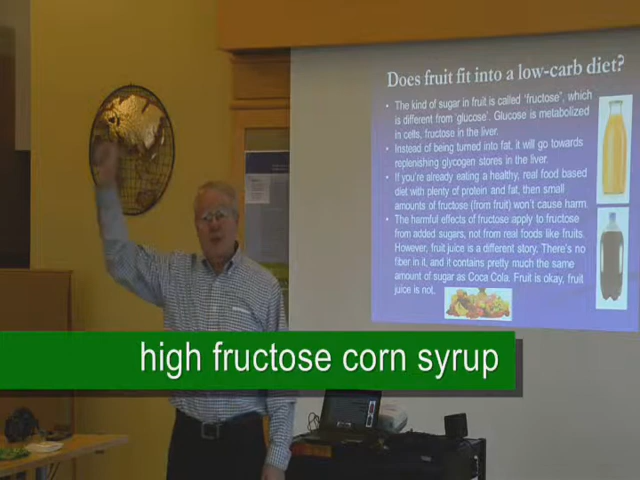 Does fruit fit into a low-carb diet?
• The kind of sugar in fruit is called 'fructose', which
is different from 'glucose'. Glucose is metabolized
in cells, fructose in the liver.
• Instead of being turned into fat, it will go towards
replenishing glycogen stores in the liver.
• If you're already eating a healthy, real food based
diet with plenty of protein and fat, then small
amounts of fructose (from fruit) won't cause harm.
• The harmful effects of fructose apply to fructose
from added sugars, not from real foods like fruits.
However, fruit juice is a different story. There's no
fiber in it, and it contains pretty much the same
amount of sugar as Coca Cola. Fruit is okay, fruit
juice is not.
high fructose corn syrup